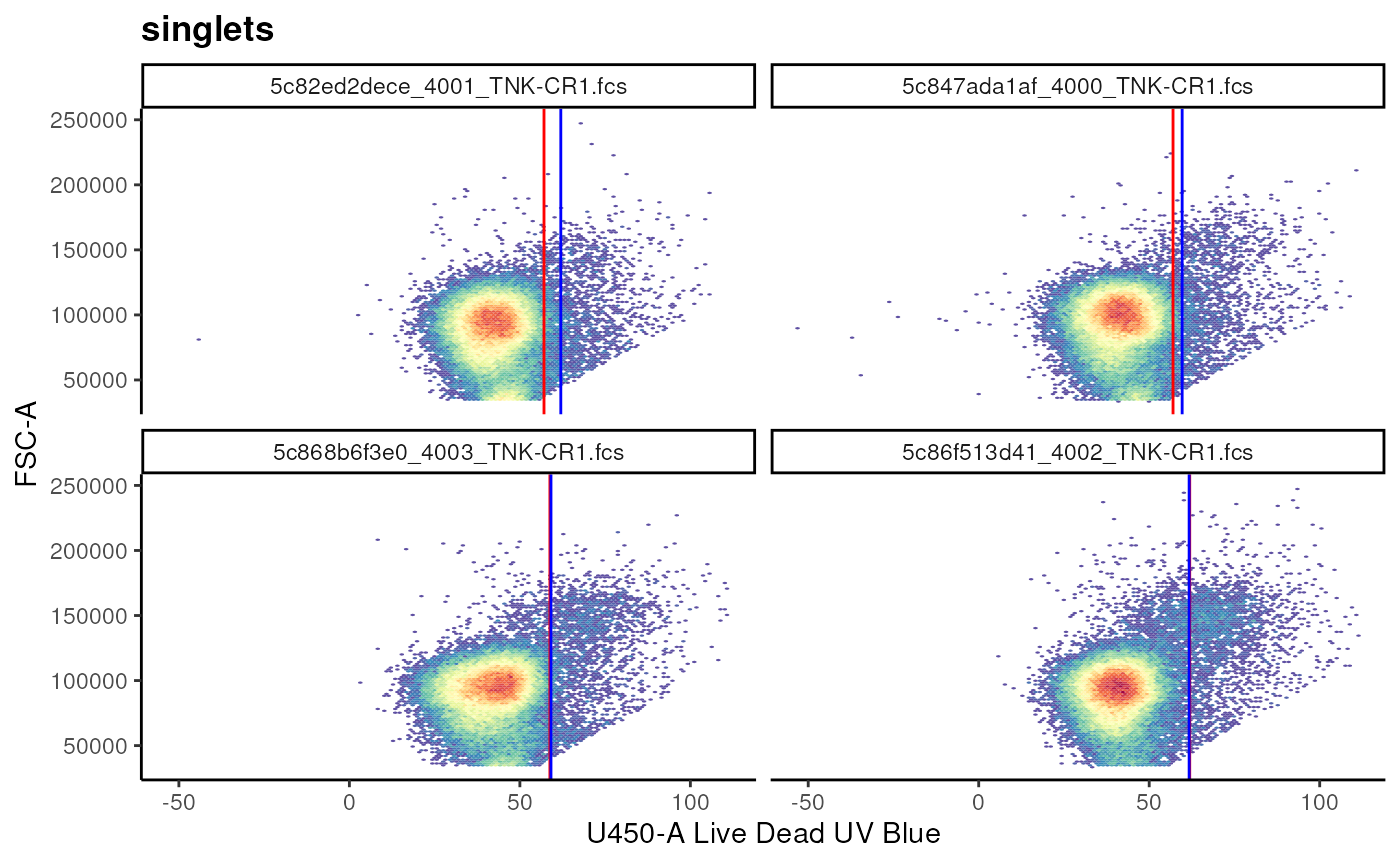 singlets
5c82ed2dece_4001_TNK-CR1.fcs
5c847ada1af_4000_TNK-CR1.fcs
250000
200000
150000
100000
50000
5c868b6f3e0_4003_TNK-CR1.fcs
5c86f513d41_4002_TNK-CR1.fcs
250000
200000
150000
100000
50000
FSC-A
-50 0 50 100
-50 0 50 100
U450-A Live Dead UV Blue